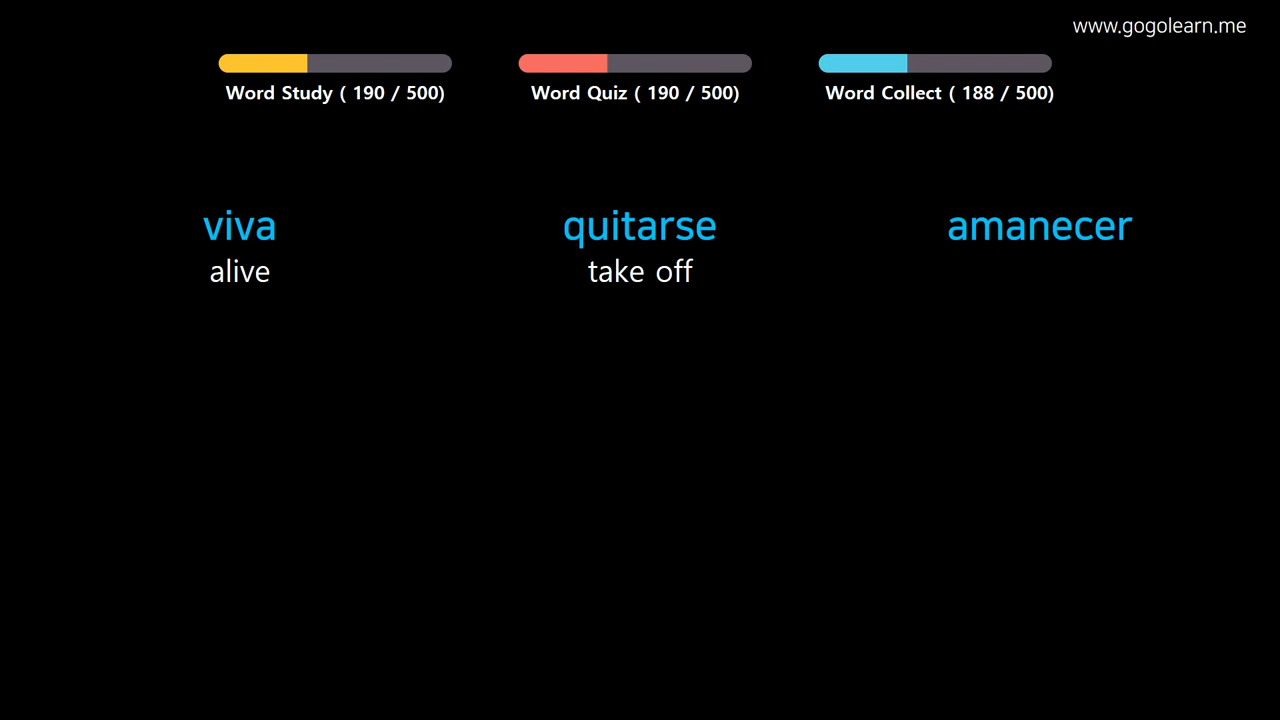 www.gogolearn.me
Word Study ( 190 / 500)
Word Quiz ( 190 / 500)
Word Collect ( 188 / 500)
viva
quitarse
amanecer
alive
take off